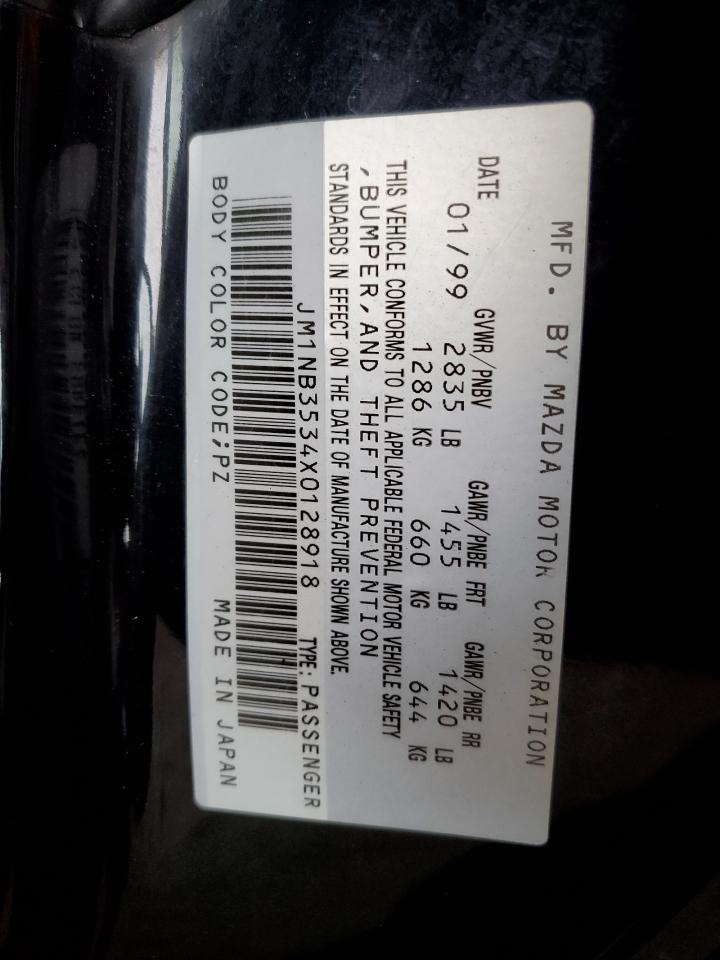 MFD. BY MAZDA MOTOR CORPORATION
DATE GVWR/PNBV GAWR/PNBE FRT GAWR/PNBE RR
01/99 2835 LB 1455 LB 1420 LB
1286 KG 660 KG 644 KG
THIS VEHICLE CONFORMS TO ALL APPLICABLE FEDERAL MOTOR VEHICLE SAFETY
,BUMPER,AND THEFT PREVENTION
STANDARDS IN EFFECT ON THE DATE OF MANUFACTURE SHOWN ABOVE.
JM1NB3534X0128918 TYPE: PASSENGER
BODY COLOR CODE;PZ MADE IN JAPAN